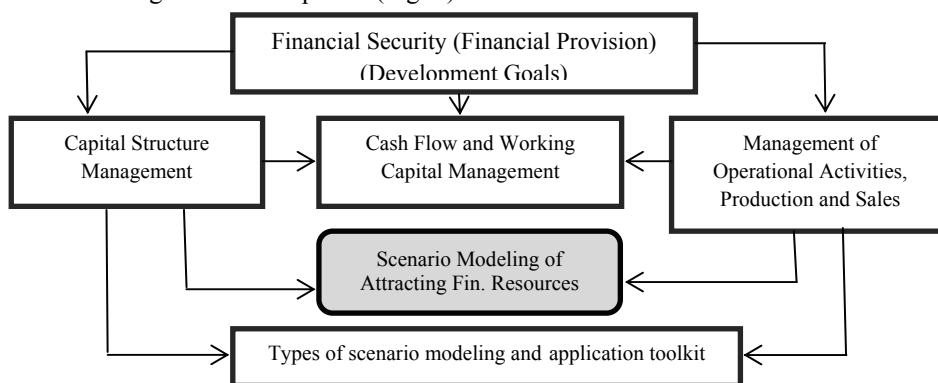 Financial Security (Financial Provision)
(Development Goals)
Capital Structure
Management
Cash Flow and Working
Capital Management
Management of
Operational Activities,
Production and Sales
Scenario Modeling of
Attracting Fin. Resources
Types of scenario modeling and application toolkit